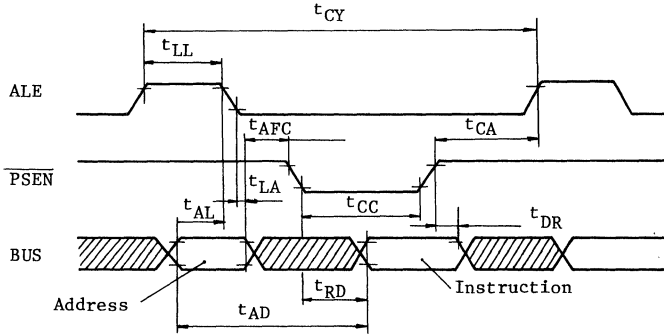 tCY
tLL
ALE
tAFC
tCA
PSEN
tLA
tAL
tCC
tDR
BUS
Address
tRD
Instruction
tAD